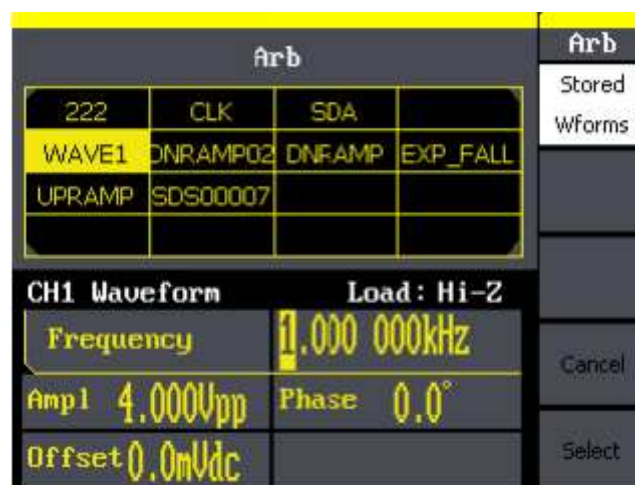 Arb
222 CLK SDA
WAVE1 DNRAMP02 DNRAMP EXP_FALL
UPRAMP SDS00007
CH1 Waveform Load: Hi-Z
Frequency 1.000 000kHz
Ampl 4.000Vpp Phase 0.0°
Offset 0.0mVdc
Arb
Stored
Wforms
Cancel
Select